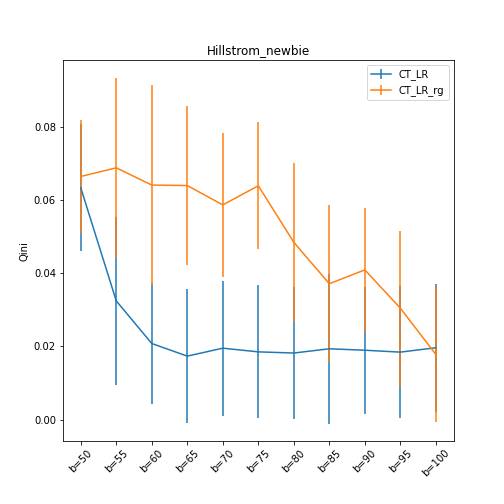 Hillstrom_newbie
CT_LR
CT_LR_rg
Qini
0.08
0.06
0.04
0.02
0.00
b=50
b=55
b=60
b=65
b=70
b=75
b=80
b=85
b=90
b=95
b=100